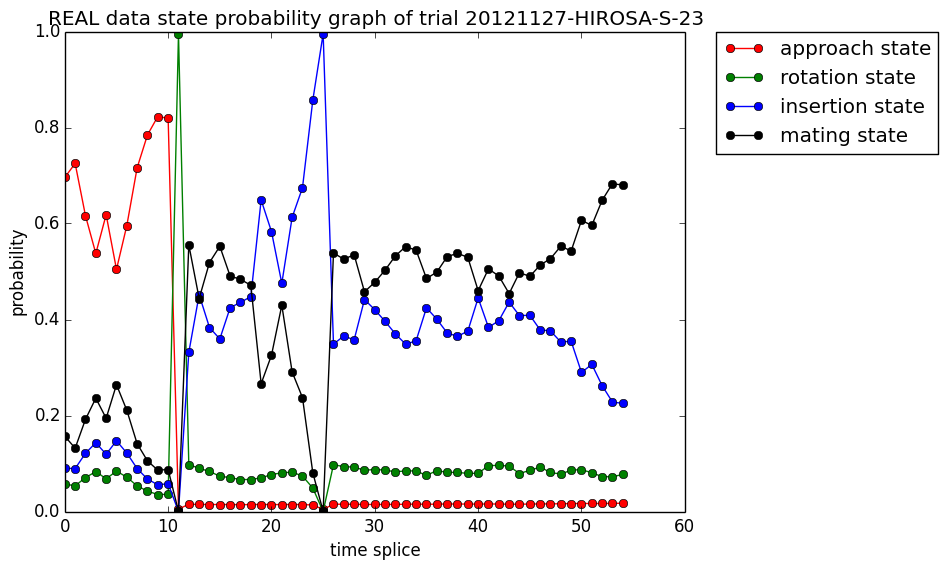 REAL data state probability graph of trial 20121127-HIROSA-S-23
1.0
0.8
0.6
0.4
0.2
0.0
probability
0 10 20 30 40 50 60
time splice
approach state
rotation state
insertion state
mating state